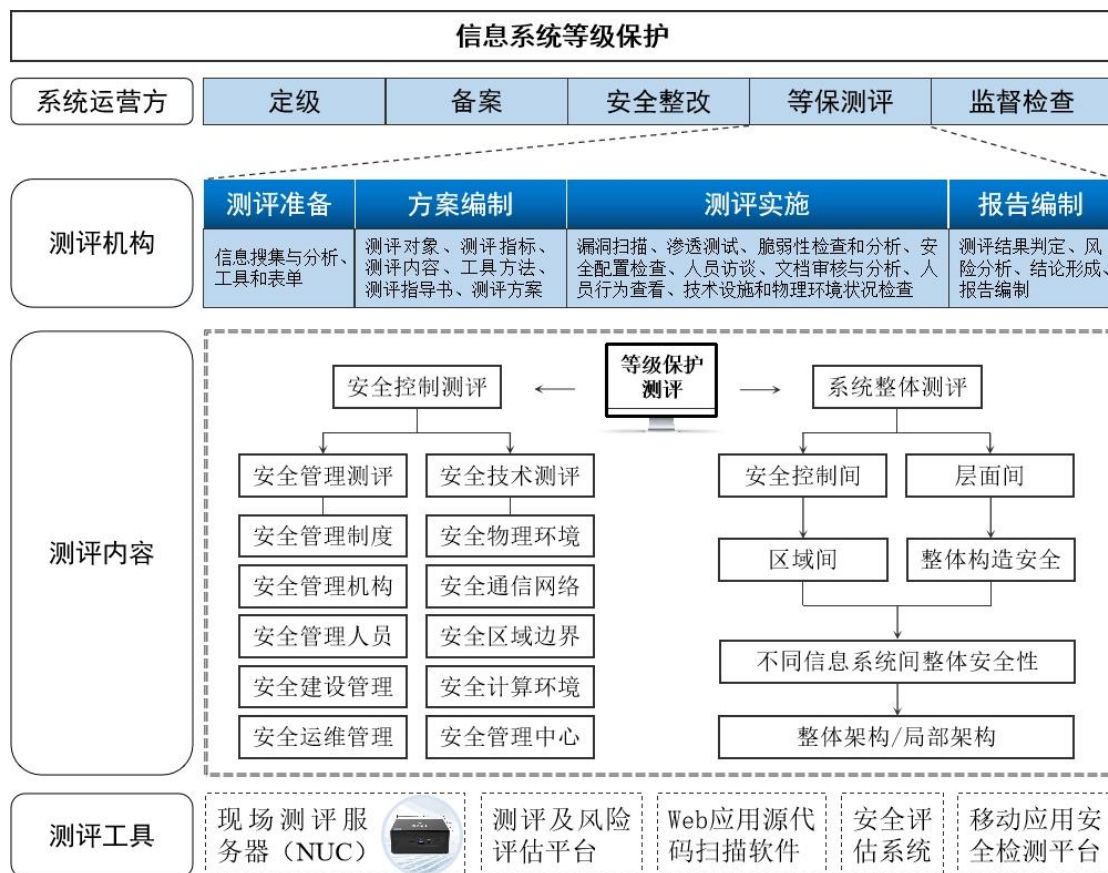 信息系统等级保护
系统运营方
定级
备案
安全整改
等保测评
监督检查
测评机构
测评准备
方案编制
测评实施
报告编制
信息搜集与分析、
工具和表单
测评对象、测评指标、
测评内容、工具方法、
测评指导书、测评方案
漏洞扫描、渗透测试、脆弱性检查和分析、安
全配置检查、人员访谈、文档审核与分析、人
员行为查看、技术设施和物理环境状况检查
测评结果判定、风
险分析、结论形成、
报告编制
测评内容
等级保护
测评
安全控制测评
系统整体测评
安全管理测评
安全技术测评
安全控制间
层面间
安全管理制度
安全物理环境
区域间
整体构造安全
安全管理机构
安全通信网络
安全管理人员
安全区域边界
不同信息系统间整体安全性
安全建设管理
安全计算环境
安全运维管理
安全管理中心
整体架构/局部架构
测评工具
现场测评服
务器（NUC）
测评及风险
评估平台
Web应用源代
码扫描软件
安全评
估系统
移动应用安
全检测平台